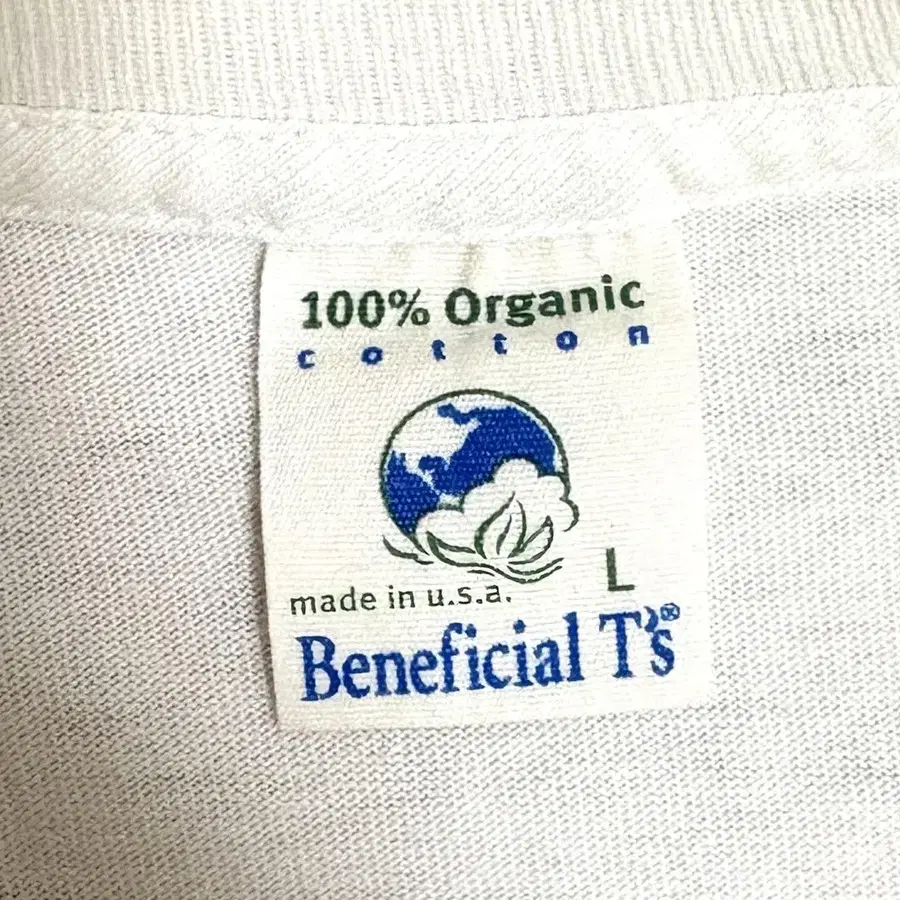 100% Organic
cotton
L
made in u.s.a.
Beneficial T's®